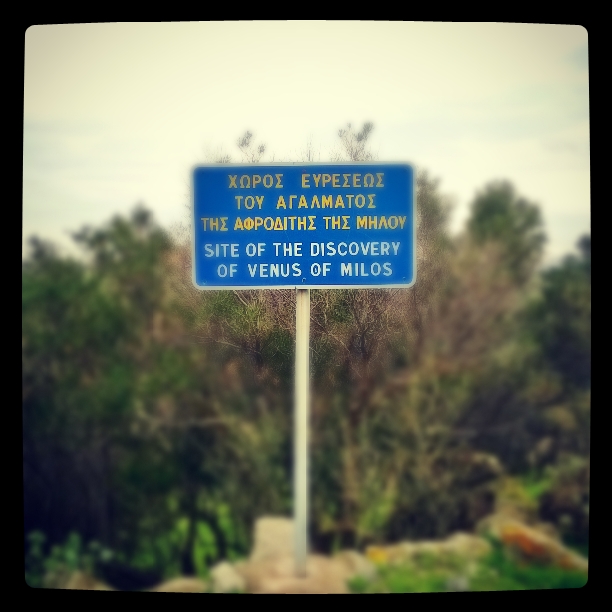 ΧΩΡΟΣ ΕΥΡΕΣΕΩΣ
ΤΟΥ ΑΓΑΛΜΑΤΟΣ
ΤΗΣ ΑΦΡΟΔΙΤΗΣ ΤΗΣ ΜΗΛΟΥ
SITE OF THE DISCOVERY
OF VENUS OF MILOS